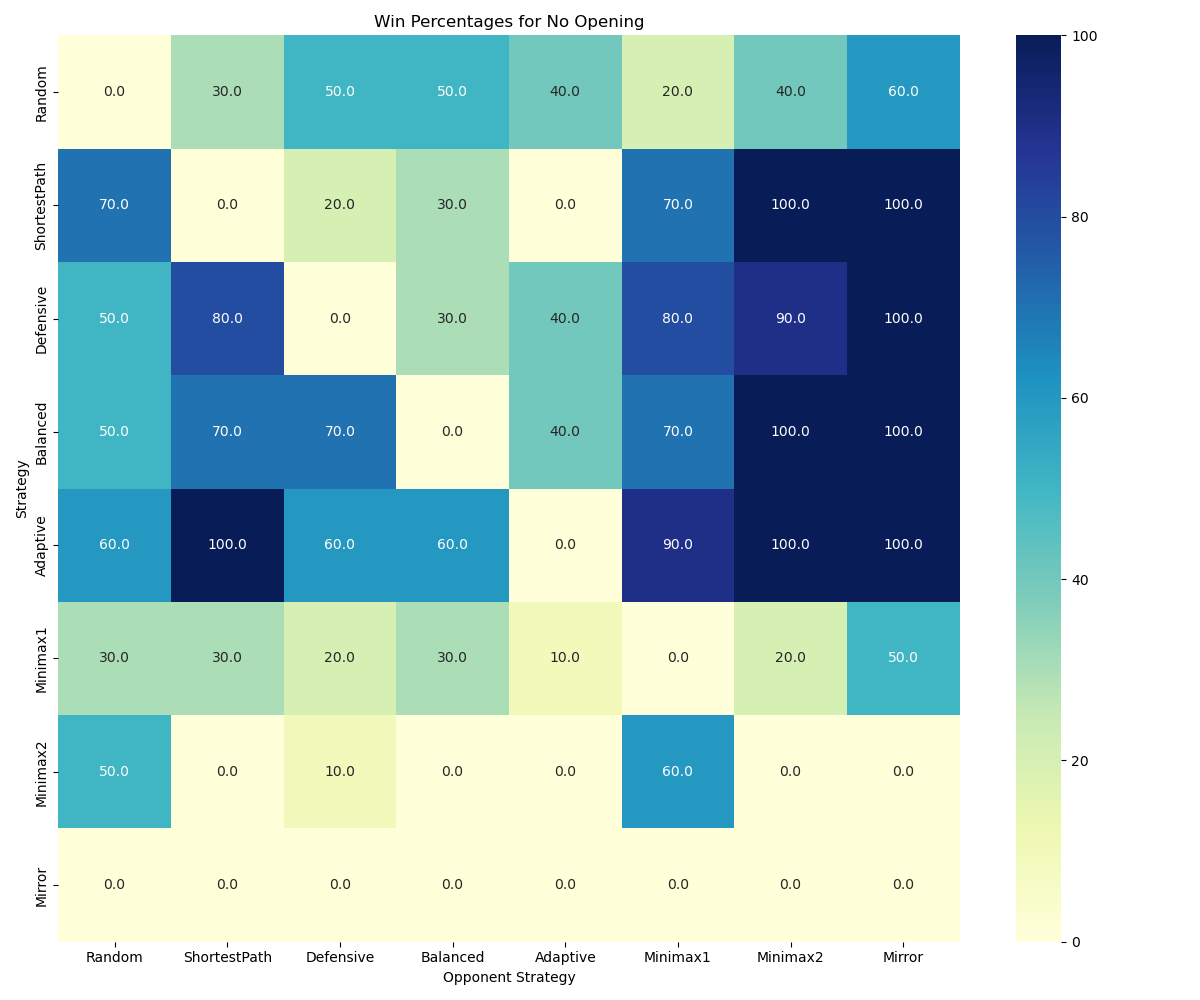 Win Percentages for No Opening
Random 0.0 30.0 50.0 50.0 40.0 20.0 40.0 60.0
ShortestPath 70.0 0.0 20.0 30.0 0.0 70.0 100.0 100.0
Defensive 50.0 80.0 0.0 30.0 40.0 80.0 90.0 100.0
Balanced 50.0 70.0 70.0 0.0 40.0 70.0 100.0 100.0
Adaptive 60.0 100.0 60.0 60.0 0.0 90.0 100.0 100.0
Minimax1 30.0 30.0 20.0 30.0 10.0 0.0 20.0 50.0
Minimax2 50.0 0.0 10.0 0.0 0.0 60.0 0.0 0.0
Mirror 0.0 0.0 0.0 0.0 0.0 0.0 0.0 0.0
Strategy
Random ShortestPath Defensive Balanced Adaptive Minimax1 Minimax2 Mirror
Opponent Strategy
100
80
60
40
20
0